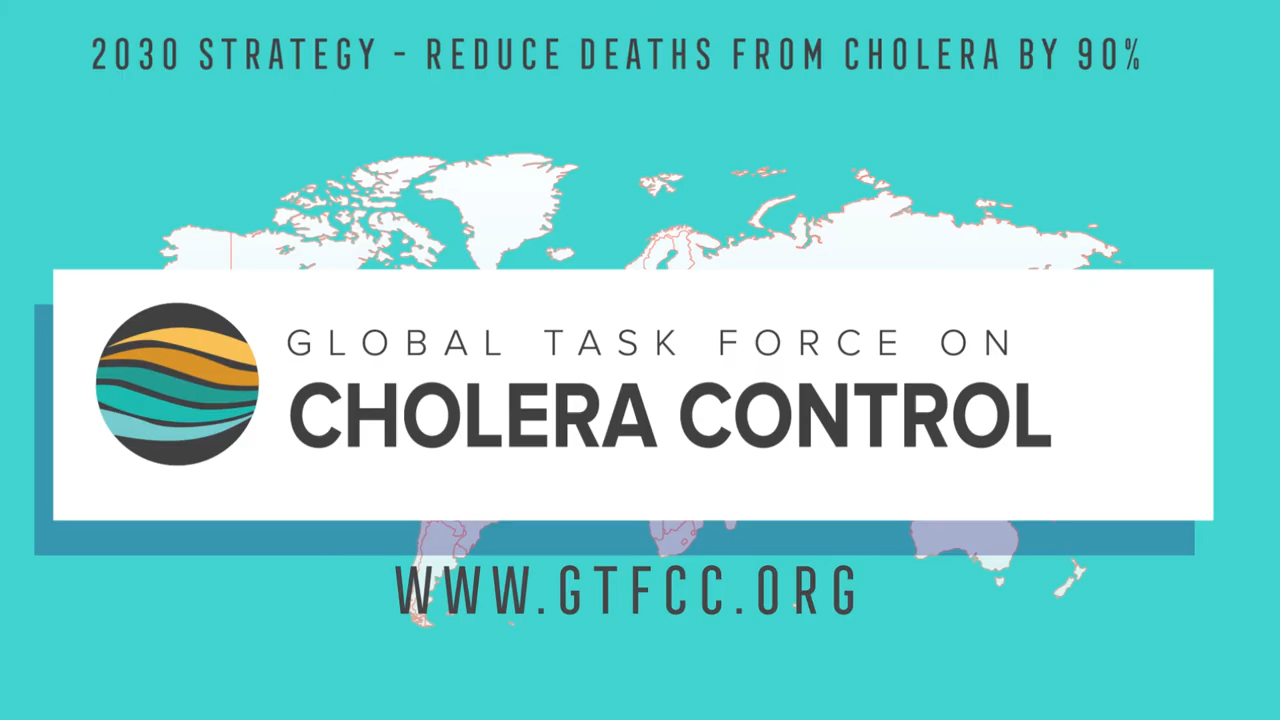 2030 STRATEGY - REDUCE DEATHS FROM CHOLERA BY 90%
GLOBAL TASK FORCE ON
CHOLERA CONTROL
WWW.GTFCC.ORG